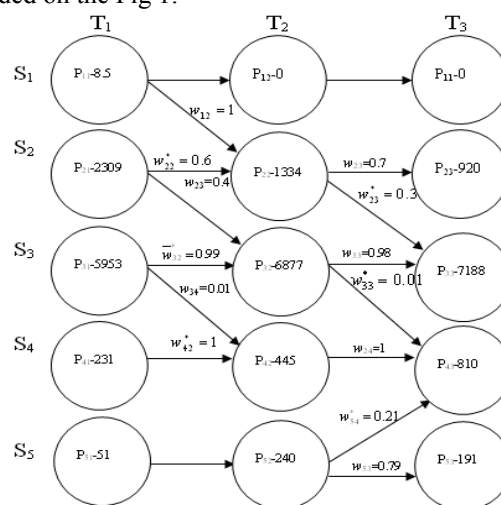 ded on the Fig 1.
T1 T2 T3
S1 P11-8.5 P12-0 P11-0
w12 = 1
S2 P21-2309 w*22 = 0.6 P22-1334 w23=0.7 P23-920
w23=0.4 w*23=0.3
S3 P31-5953 w*32=0.99 P32-6877 w33=0.98 P33-7188
w34=0.01 w*33=0.01
S4 P41-231 w*42=1 P42-445 w24=1 P43-810
w*54=0.21
S5 P51-51 P52-240 w53=0.79 P53-191